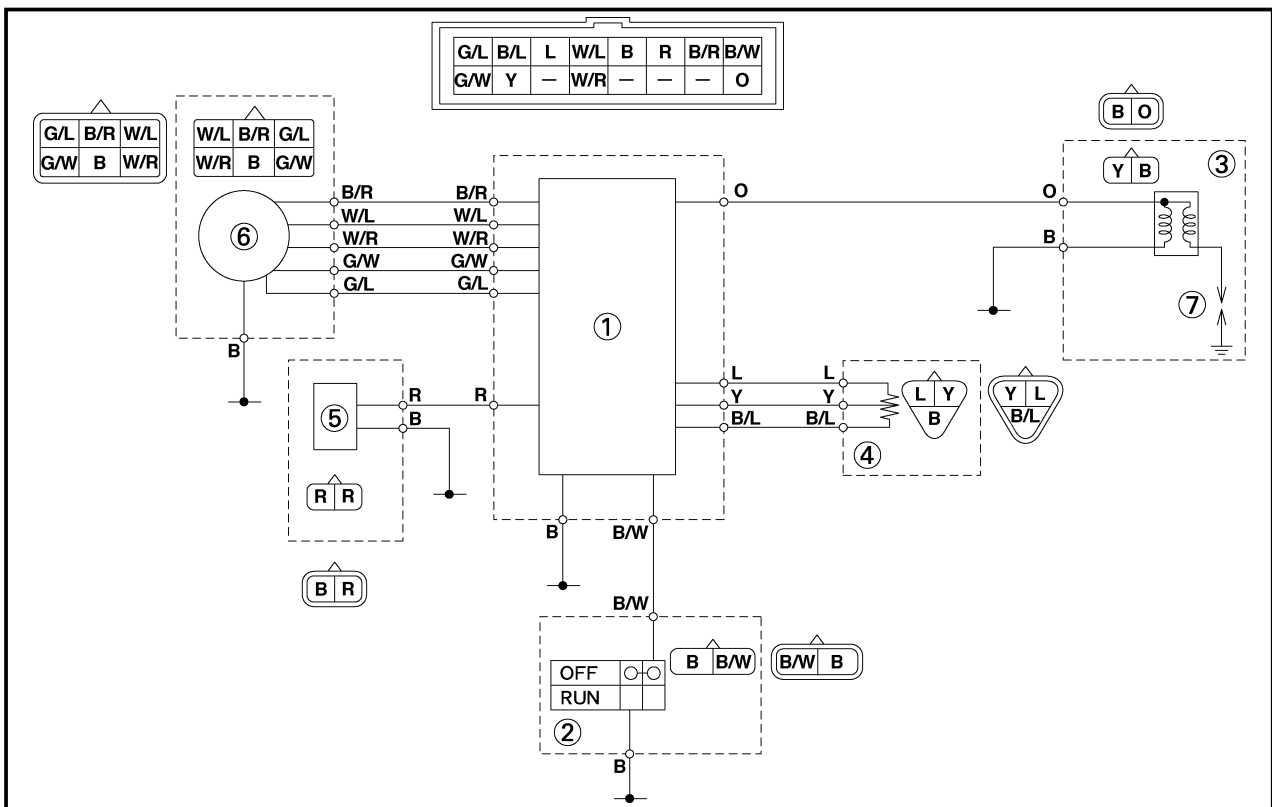 G/L B/L L W/L B R B/R B/W
G/W Y — W/R — — — O
B O
G/L B/R W/L
G/W B W/R
W/L B/R G/L
W/R B G/W
Y B
③
B/R B/R
O O
W/L W/L
W/R W/R
⑥
B
G/W G/W
G/L G/L
⑦
①
B
L L
Y Y
B/L B/L
L Y
B
Y L
B/L
④
R R
B
⑤
R R
B B/W
B R
B/W
B B/W
B/W B
OFF
RUN
②
B